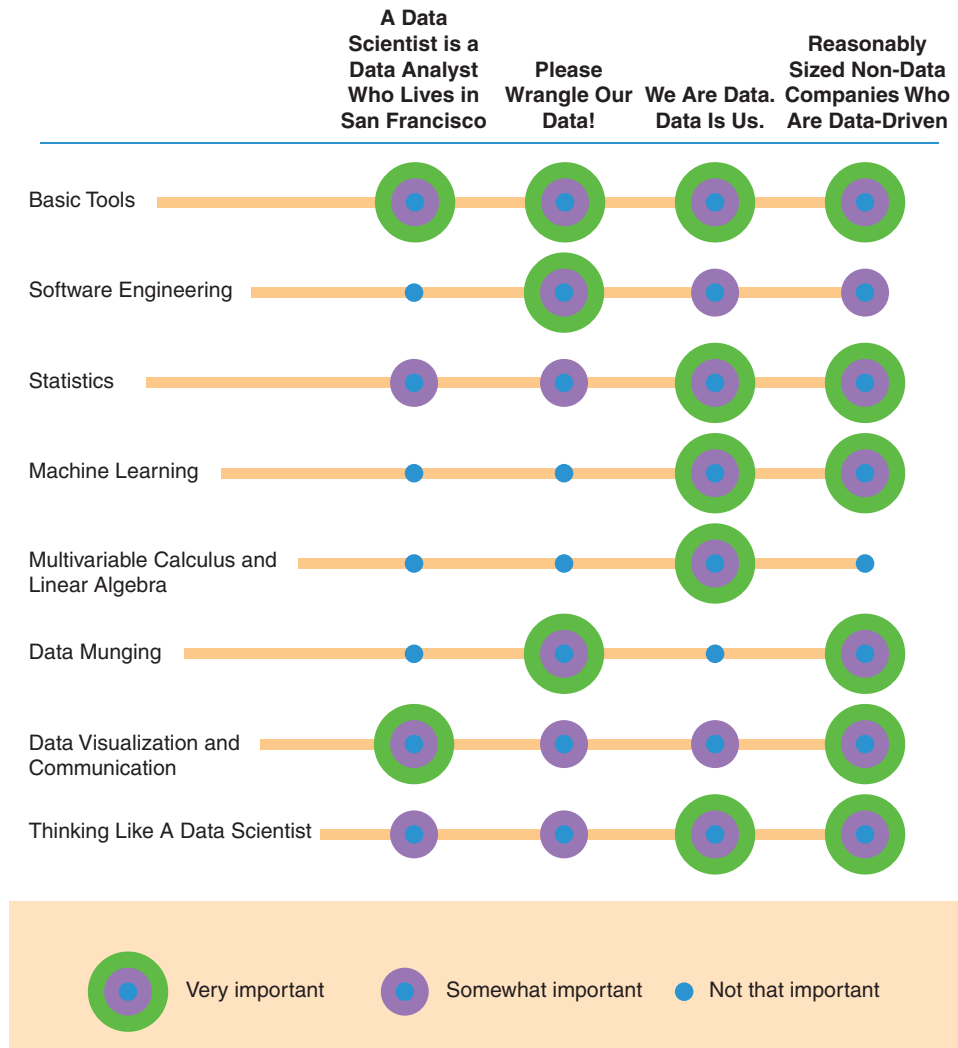 A Data
Scientist is a
Data Analyst
Who Lives in
San Francisco
Please
Wrangle Our
Data!
We Are Data.
Data Is Us.
Reasonably
Sized Non-Data
Companies Who
Are Data-Driven
Basic Tools
Software Engineering
Statistics
Machine Learning
Multivariable Calculus and
Linear Algebra
Data Munging
Data Visualization and
Communication
Thinking Like A Data Scientist
Very important
Somewhat important
Not that important